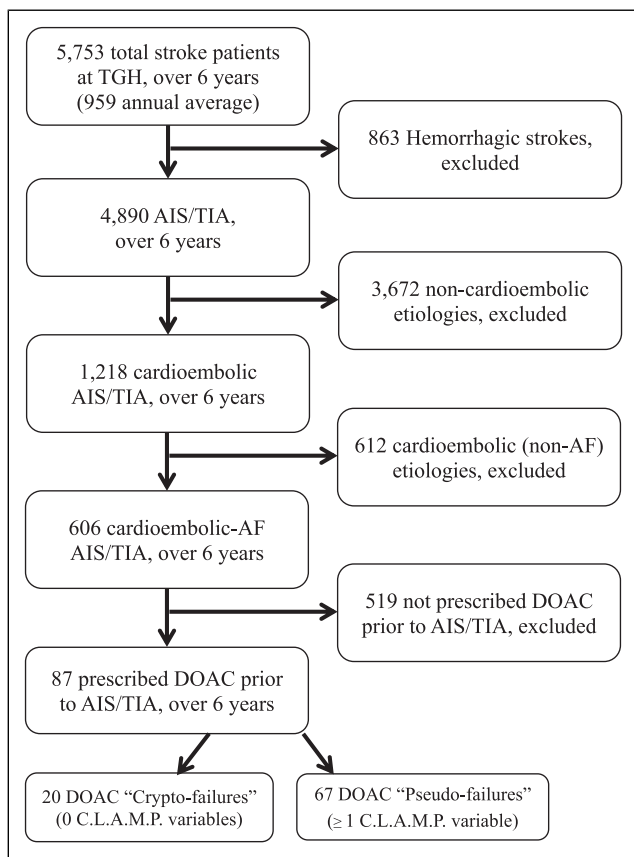 5,753 total stroke patients
at TGH, over 6 years
(959 annual average)
863 Hemorrhagic strokes,
excluded
4,890 AIS/TIA,
over 6 years
3,672 non-cardioembolic
etiologies, excluded
1,218 cardioembolic
AIS/TIA, over 6 years
612 cardioembolic (non-AF)
etiologies, excluded
606 cardioembolic-AF
AIS/TIA, over 6 years
519 not prescribed DOAC
prior to AIS/TIA, excluded
87 prescribed DOAC prior
to AIS/TIA, over 6 years
20 DOAC “Crypto-failures”
(0 C.L.A.M.P. variables)
67 DOAC “Pseudo-failures”
(≥ 1 C.L.A.M.P. variable)